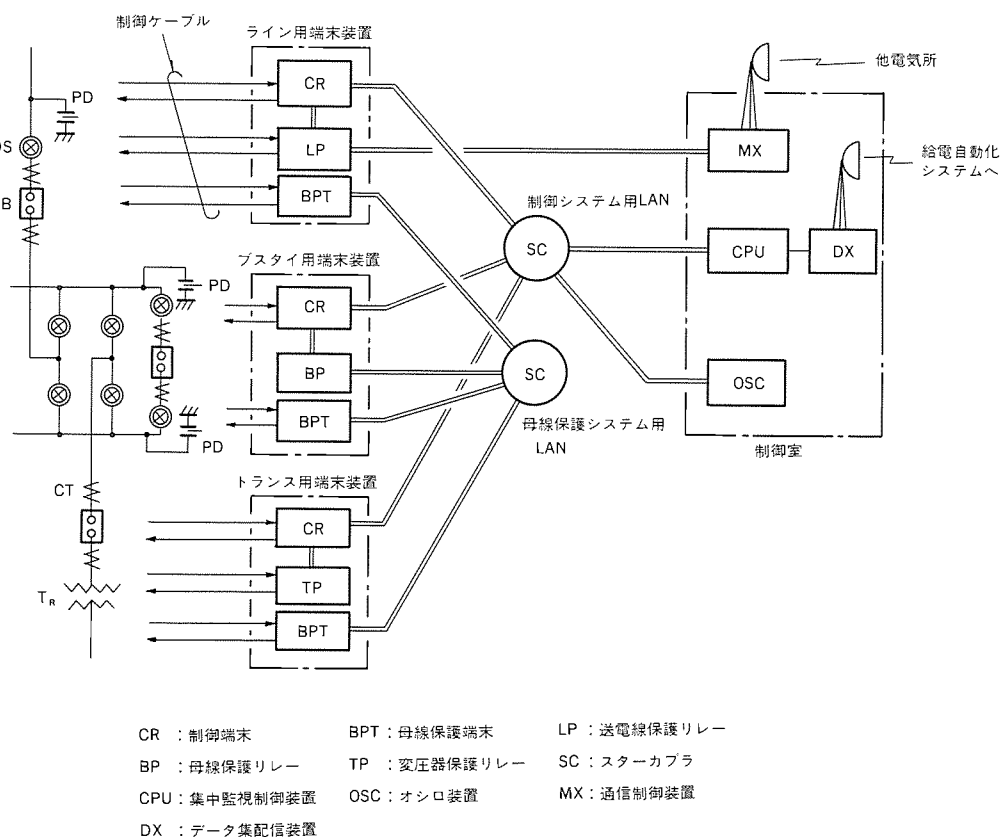 制御ケーブル
ライン用端末装置
CR
LP
BPT
PD
DS
B
ブスタイ用端末装置
CR
BP
BPT
PD
PD
CT
TR
トランス用端末装置
CR
TP
BPT
制御システム用LAN
SC
SC
母線保護システム用
LAN
他電気所
MX
給電自動化
システムへ
CPU
DX
OSC
制御室
CR : 制御端末
BPT : 母線保護端末
LP : 送電線保護リレー
BP : 母線保護リレー
TP : 変圧器保護リレー
SC : スターカプラ
CPU : 集中監視制御装置
OSC : オシロ装置
MX : 通信制御装置
DX : データ集配信装置